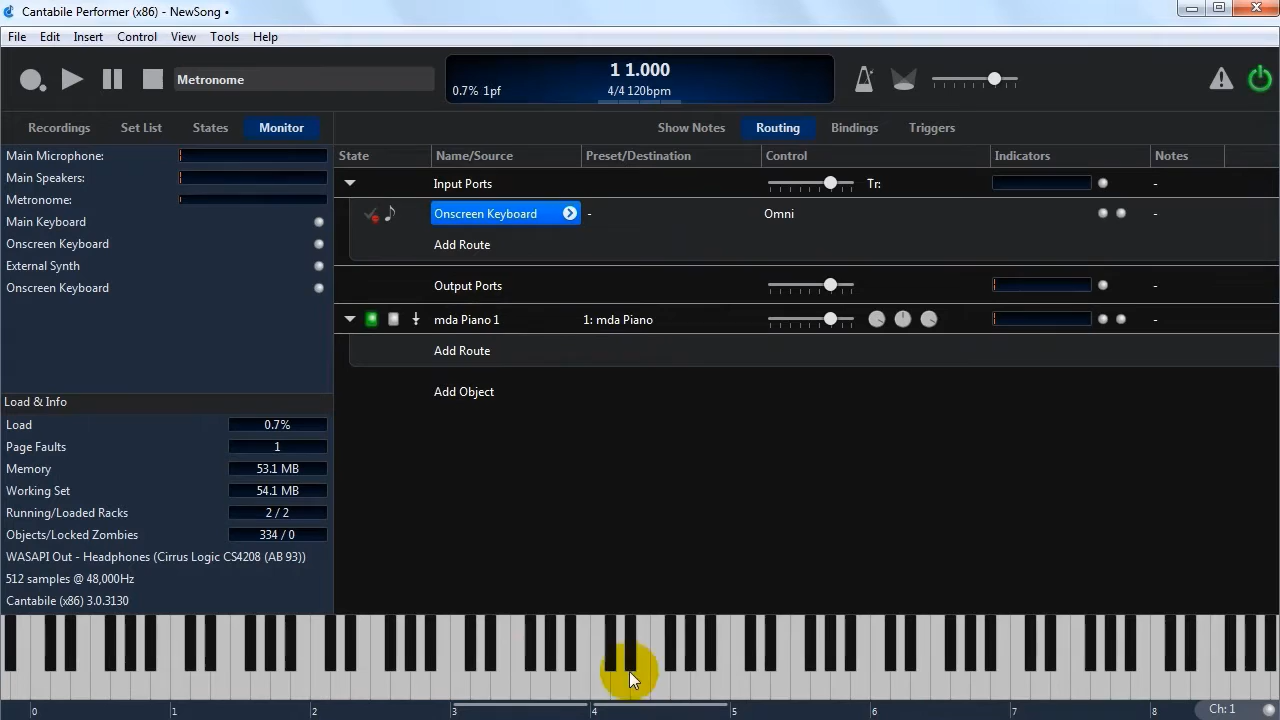 Cantabile Performer (x86) - NewSong •
File Edit Insert Control View Tools Help
Metronome
1 1.000
0.7% 1pf 4/4 120bpm
Recordings Set List States Monitor
Show Notes Routing Bindings Triggers
Main Microphone:
Main Speakers:
Metronome:
Main Keyboard
Onscreen Keyboard
External Synth
Onscreen Keyboard
State Name/Source Preset/Destination Control Indicators Notes
Input Ports Tr: -
Onscreen Keyboard - Omni -
Add Route
Output Ports -
mda Piano 1 1: mda Piano -
Add Route
Add Object
Load & Info
Load 0.7%
Page Faults 1
Memory 53.1 MB
Working Set 54.1 MB
Running/Loaded Racks 2 / 2
Objects/Locked Zombies 334 / 0
WASAPI Out - Headphones (Cirrus Logic CS4208 (AB 93))
512 samples @ 48,000Hz
Cantabile (x86) 3.0.3130
0 1 2 3 4 5 6 7 8 Ch: 1